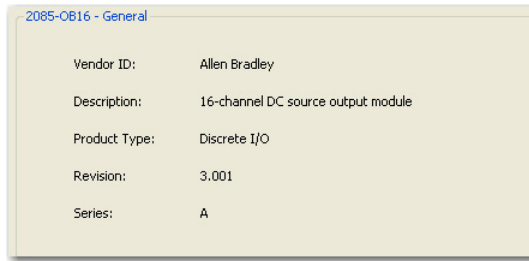 2085-OB16 - General
Vendor ID: Allen Bradley
Description: 16-channel DC source output module
Product Type: Discrete I/O
Revision: 3.001
Series: A